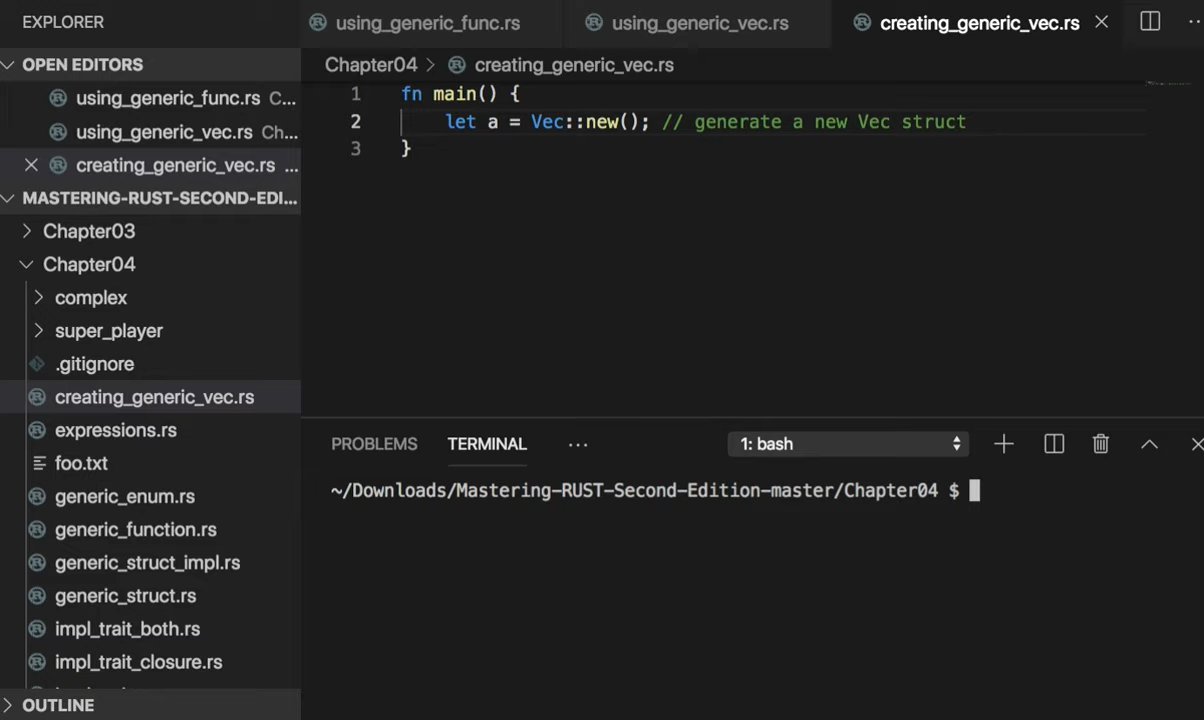 EXPLORER
OPEN EDITORS
using_generic_func.rs C...
using_generic_vec.rs Ch...
creating_generic_vec.rs ...
MASTERING-RUST-SECOND-EDI...
Chapter03
Chapter04
complex
super_player
.gitignore
creating_generic_vec.rs
expressions.rs
foo.txt
generic_enum.rs
generic_function.rs
generic_struct_impl.rs
generic_struct.rs
impl_trait_both.rs
impl_trait_closure.rs
OUTLINE
using_generic_func.rs
using_generic_vec.rs
creating_generic_vec.rs
Chapter04 > creating_generic_vec.rs
1 fn main() {
2 let a = Vec::new(); // generate a new Vec struct
3 }
PROBLEMS TERMINAL ... 1: bash
~/Downloads/Mastering-RUST-Second-Edition-master/Chapter04 $